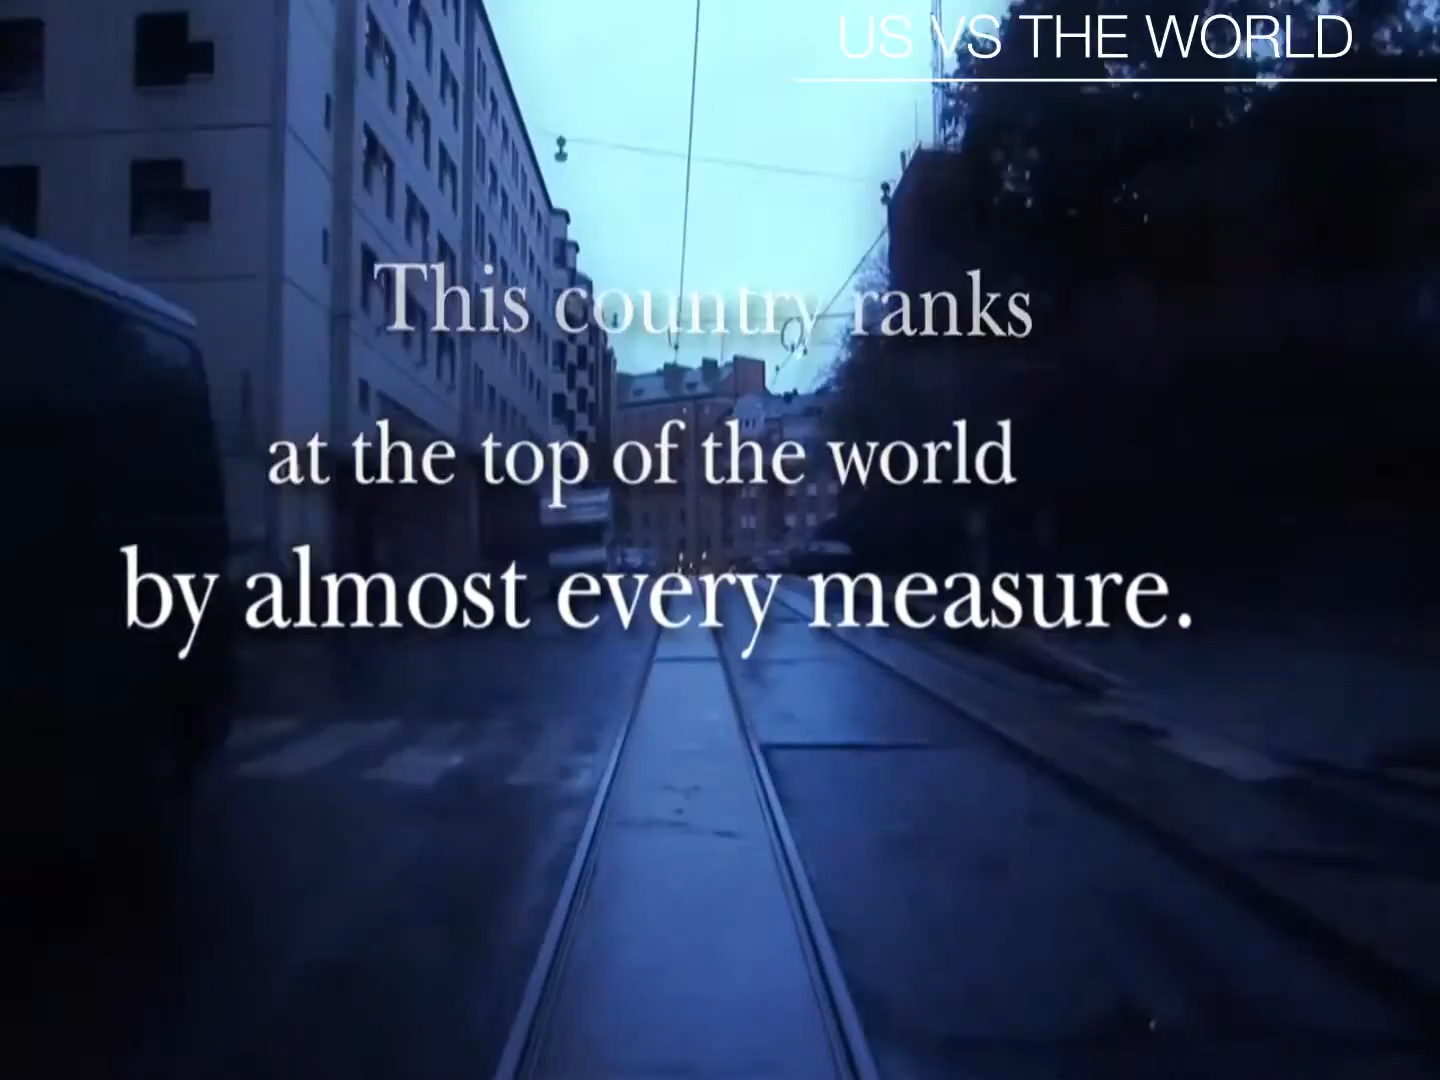 US VS THE WORLD
This country ranks
at the top of the world
by almost every measure.